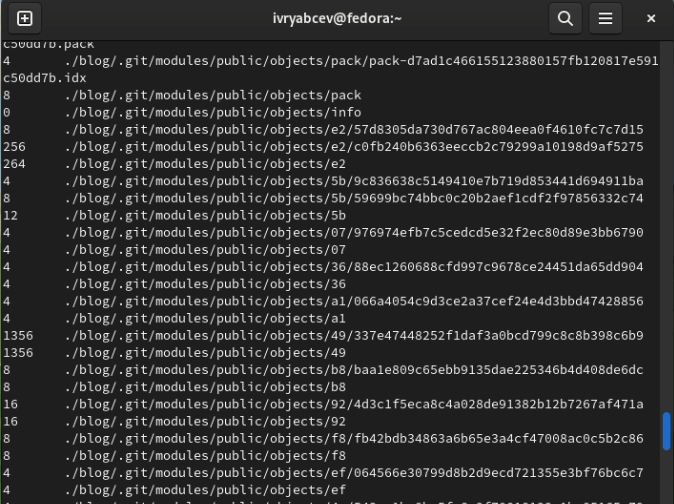 ivryabcev@fedora:~
c50dd7b.pack
4 ./blog/.git/modules/public/objects/pack/pack-d7ad1c466155123880157fb120817e591
c50dd7b.idx
8 ./blog/.git/modules/public/objects/pack
0 ./blog/.git/modules/public/objects/info
8 ./blog/.git/modules/public/objects/e2/57d8305da730d767ac804eea0f4610fc7c7d15
256 ./blog/.git/modules/public/objects/e2/c0fb240b6363eeccb2c79299a10198d9af5275
264 ./blog/.git/modules/public/objects/e2
4 ./blog/.git/modules/public/objects/5b/9c836638c5149410e7b719d853441d694911ba
8 ./blog/.git/modules/public/objects/5b/59699bc74bbc0c20b2aef1cdf2f97856332c74
12 ./blog/.git/modules/public/objects/5b
4 ./blog/.git/modules/public/objects/07/976974efb7c5cedcd5e32f2ec80d89e3bb6790
4 ./blog/.git/modules/public/objects/07
4 ./blog/.git/modules/public/objects/36/88ec1260688cfd997c9678ce24451da65dd904
4 ./blog/.git/modules/public/objects/36
4 ./blog/.git/modules/public/objects/a1/066a4054c9d3ce2a37cef24e4d3bbd47428856
4 ./blog/.git/modules/public/objects/a1
1356 ./blog/.git/modules/public/objects/49/337e47448252f1daf3a0bcd799c8c8b398c6b9
1356 ./blog/.git/modules/public/objects/49
8 ./blog/.git/modules/public/objects/b8/baa1e809c65ebb9135dae225346b4d408de6dc
8 ./blog/.git/modules/public/objects/b8
16 ./blog/.git/modules/public/objects/92/4d3c1f5eca8c4a028de91382b12b7267af471a
16 ./blog/.git/modules/public/objects/92
8 ./blog/.git/modules/public/objects/f8/fb42bdb34863a6b65e3a4cf47008ac0c5b2c86
8 ./blog/.git/modules/public/objects/f8
4 ./blog/.git/modules/public/objects/ef/064566e30799d8b2d9ecd721355e3bf76bc6c7
4 ./blog/.git/modules/public/objects/ef